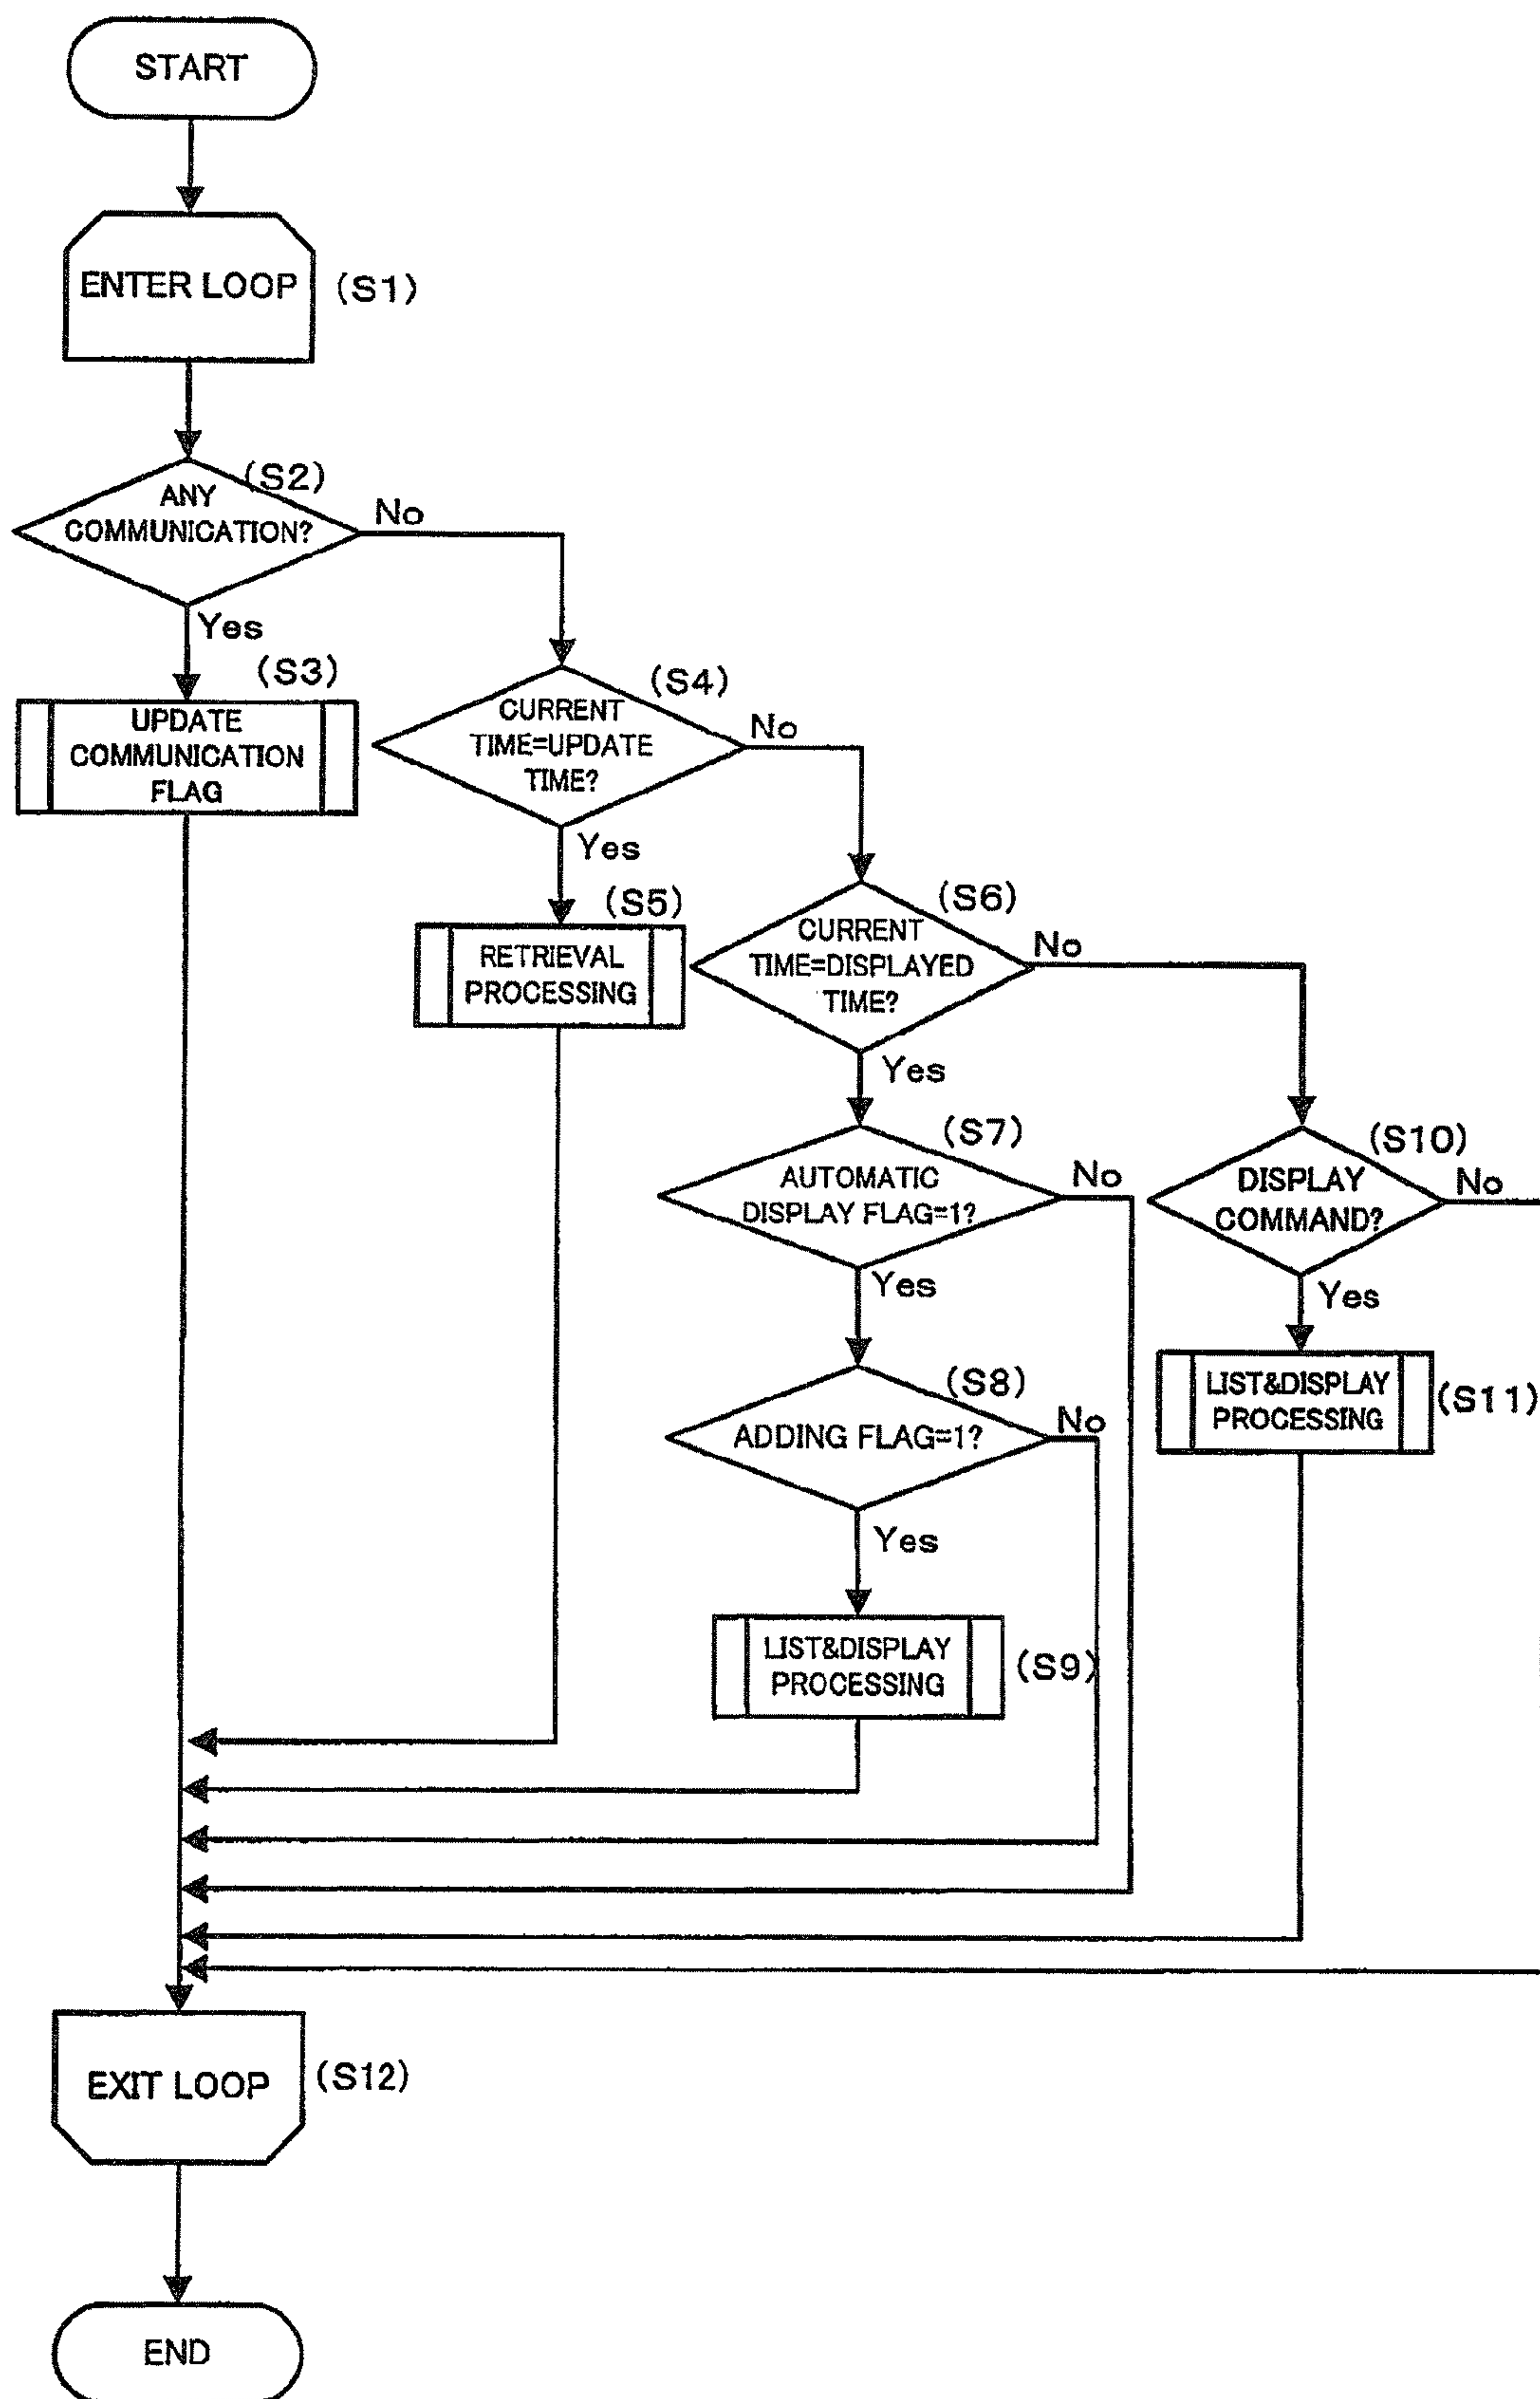 START
ENTER LOOP
(S1)
(S2)
ANY
COMMUNICATION?
No
Yes
(S3)
UPDATE
COMMUNICATION
FLAG
(S4)
CURRENT
TIME=UPDATE
TIME?
No
Yes
(S5)
RETRIEVAL
PROCESSING
(S6)
CURRENT
TIME=DISPLAYED
TIME?
No
Yes
(S7)
AUTOMATIC
DISPLAY FLAG=1?
No
Yes
(S8)
ADDING FLAG=1?
No
Yes
LIST&DISPLAY
PROCESSING
(S9)
(S10)
DISPLAY
COMMAND?
No
Yes
LIST&DISPLAY
PROCESSING
(S11)
EXIT LOOP
(S12)
END